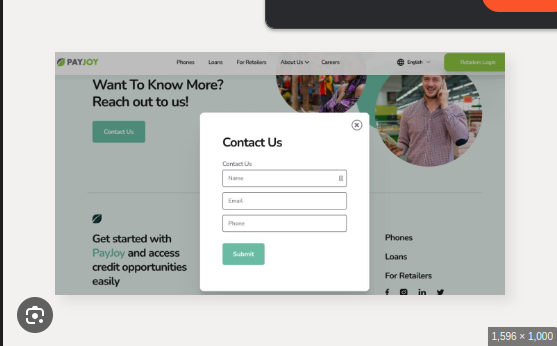 PAYJOY
Phones
Loans
For Retailers
About Us
Careers
English
Retailers Login
Want To Know More?
Reach out to us!
Contact Us
Contact Us
Contact Us
Name
Email
Phone
Submit
Get started with
PayJoy and access
credit opportunities
easily
Phones
Loans
For Retailers
1,596 × 1,000